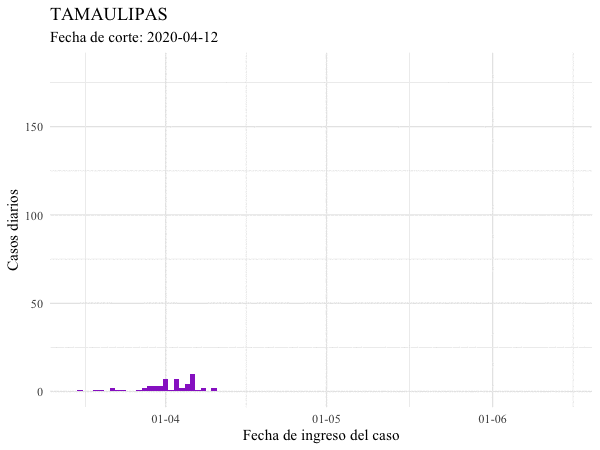 TAMAULIPAS
Fecha de corte: 2020-04-12
Casos diarios
150
100
50
0
01-04
01-05
01-06
Fecha de ingreso del caso